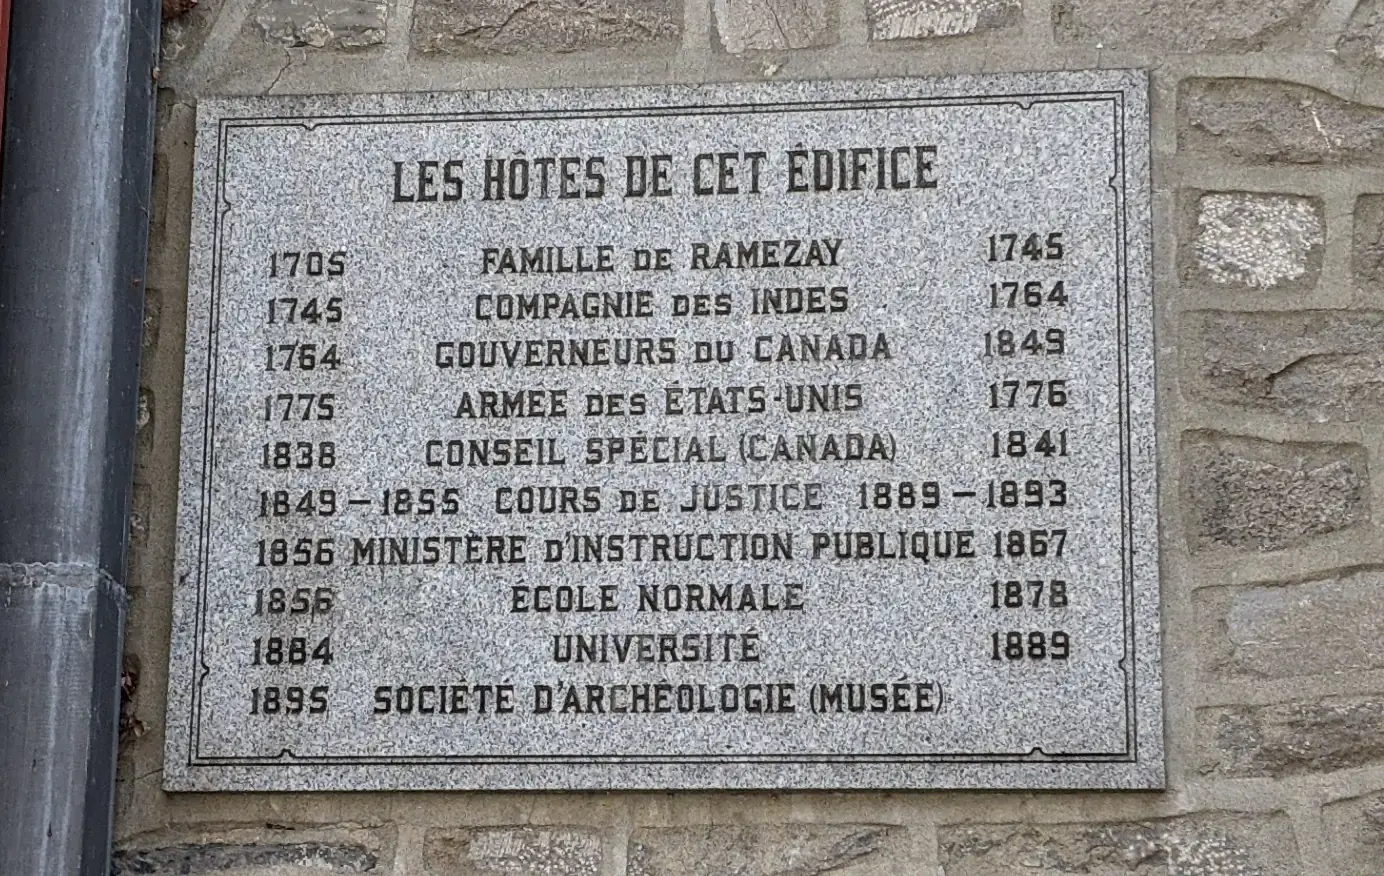 LES HÔTES DE CET ÉDIFICE
1705 FAMILLE DE RAMEZAY 1745
1745 COMPAGNIE DES INDES 1764
1764 GOUVERNEURS DU CANADA 1849
1775 ARMEE DES ÉTATS-UNIS 1776
1838 CONSEIL SPÉCIAL (CANADA) 1841
1849-1855 COURS DE JUSTICE 1889-1893
1856 MINISTÈRE D'INSTRUCTION PUBLIQUE 1867
1856 ÉCOLE NORMALE 1878
1884 UNIVERSITÉ 1889
1895 SOCIÉTÉ D'ARCHÉOLOGIE (MUSÉE)